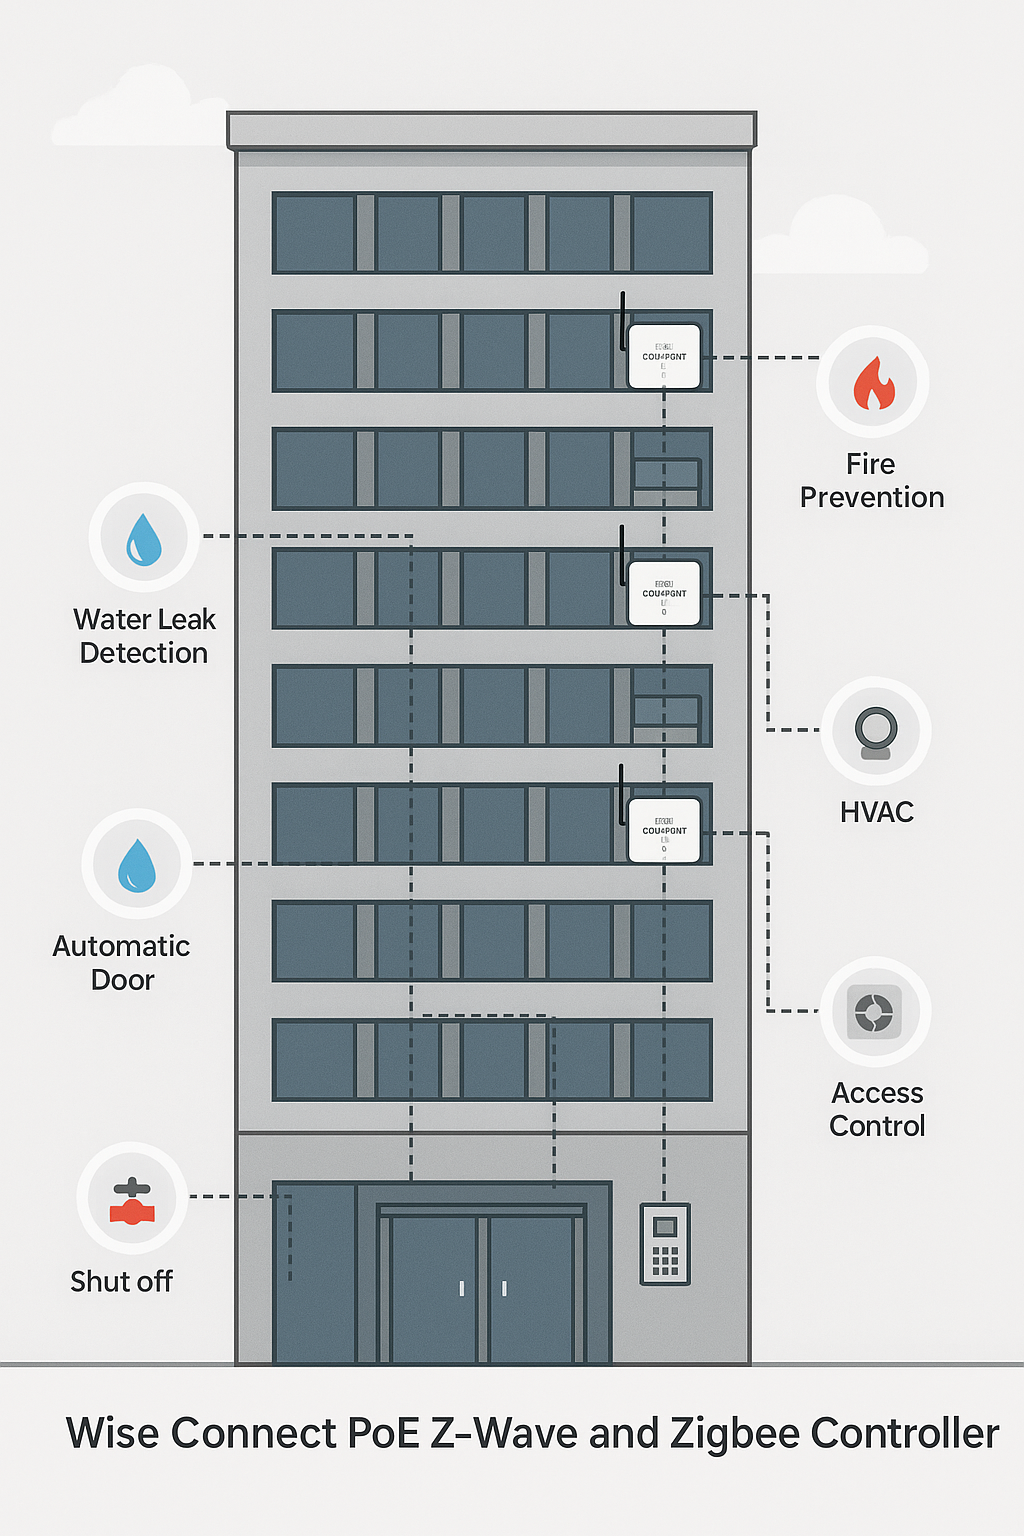 Fire
Prevention
Water Leak
Detection
HVAC
Automatic
Door
Access
Control
Shut off
Wise Connect PoE Z-Wave and Zigbee Controller